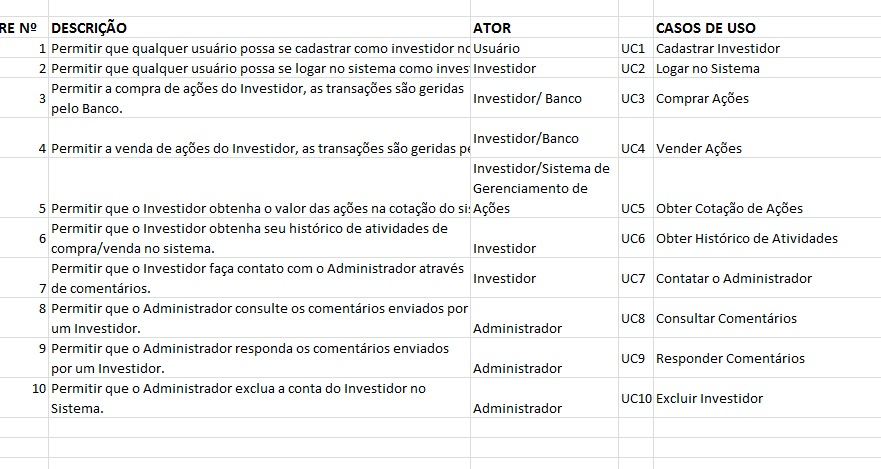 RE Nº DESCRIÇÃO ATOR CASOS DE USO
1 Permitir que qualquer usuário possa se cadastrar como investidor no Usuário UC1 Cadastrar Investidor
2 Permitir que qualquer usuário possa se logar no sistema como inves Investidor UC2 Logar no Sistema
Permitir a compra de ações do Investidor, as transações são geridas
3 pelo Banco. Investidor/ Banco UC3 Comprar Ações
Investidor/Banco
4 Permitir a venda de ações do Investidor, as transações são geridas pe UC4 Vender Ações
Investidor/Sistema de
Gerenciamento de
5 Permitir que o Investidor obtenha o valor das ações na cotação do sis Ações UC5 Obter Cotação de Ações
Permitir que o Investidor obtenha seu histórico de atividades de
6 compra/venda no sistema. Investidor UC6 Obter Histórico de Atividades
Permitir que o Investidor faça contato com o Administrador através
7 de comentários. Investidor UC7 Contatar o Administrador
8 Permitir que o Administrador consulte os comentários enviados por
um Investidor. Administrador UC8 Consultar Comentários
9 Permitir que o Administrador responda os comentários enviados
por um Investidor. Administrador UC9 Responder Comentários
10 Permitir que o Administrador exclua a conta do Investidor no
Sistema. Administrador UC10 Excluir Investidor